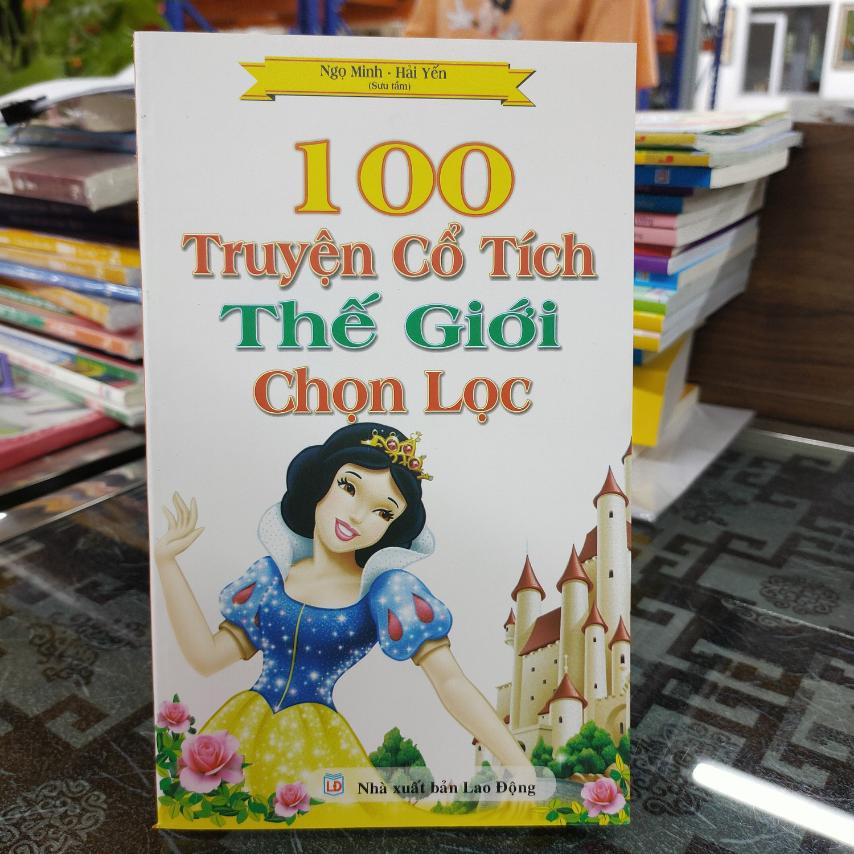 Ngọ Minh - Hải Yến
(Sưu tầm)
100
Truyện Cổ Tích
Thế Giới
Chọn Lọc
LĐ
Nhà xuất bản Lao Động